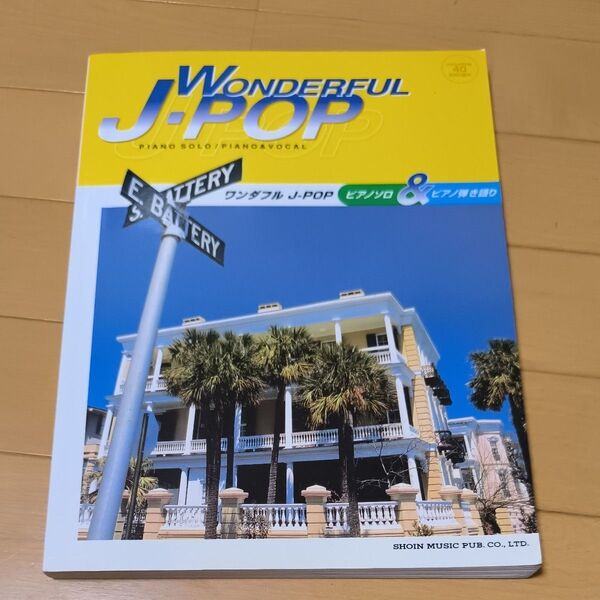 WONDERFUL
J-POP
PIANO SOLO / PIANO & VOCAL
40
ワンダフル J-POP ピアノソロ & ピアノ弾き語り
E. BATTERY
S. BATTERY
SHOIN MUSIC PUB. CO., LTD.